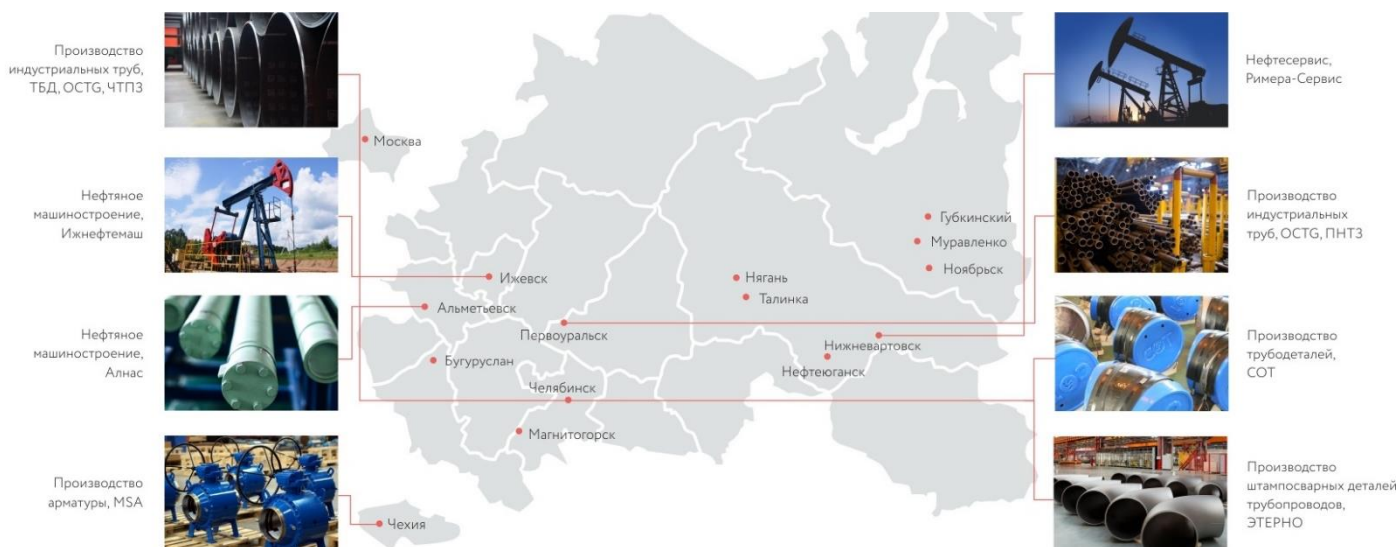 Производство
индустриальных труб,
ТБД, OCTG, ЧТПЗ
Нефтяное
машиностроение,
Ижнефтемаш
Нефтяное
машиностроение,
Алнас
Производство
арматуры, MSA
Москва
Ижевск
Альметьевск
Первоуральск
Бугуруслан
Челябинск
Магнитогорск
Чехия
Губкинский
Муравленко
Ноябрьск
Нягань
Талинка
Нижневартовск
Нефтеюганск
Нефтесервис,
Римера-Сервис
Производство
индустриальных
труб, OCTG, ПНТЗ
Производство
трубодеталей,
СОТ
СОТ
Производство
штампосварных деталей
трубопроводов,
ЭТЕРНО